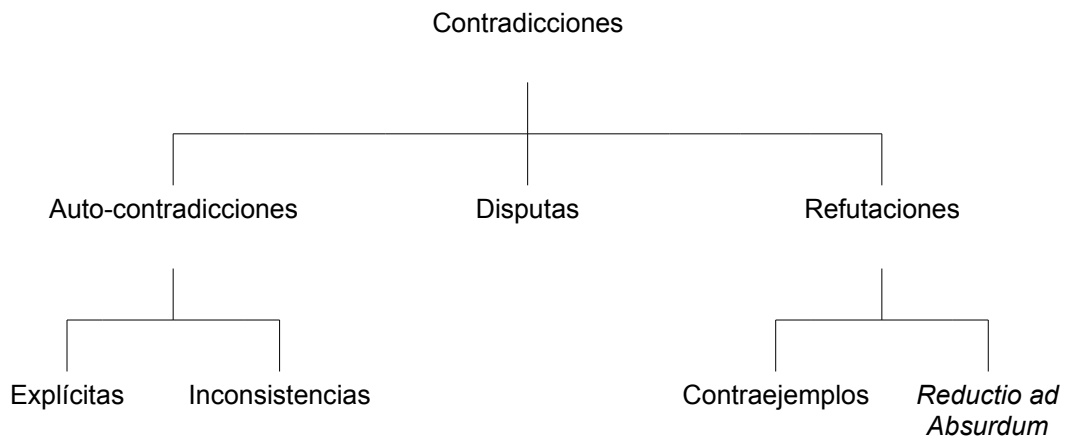 Contradicciones
Auto-contradicciones
Disputas
Refutaciones
Explícitas
Inconsistencias
Contraejemplos
Reductio ad
Absurdum